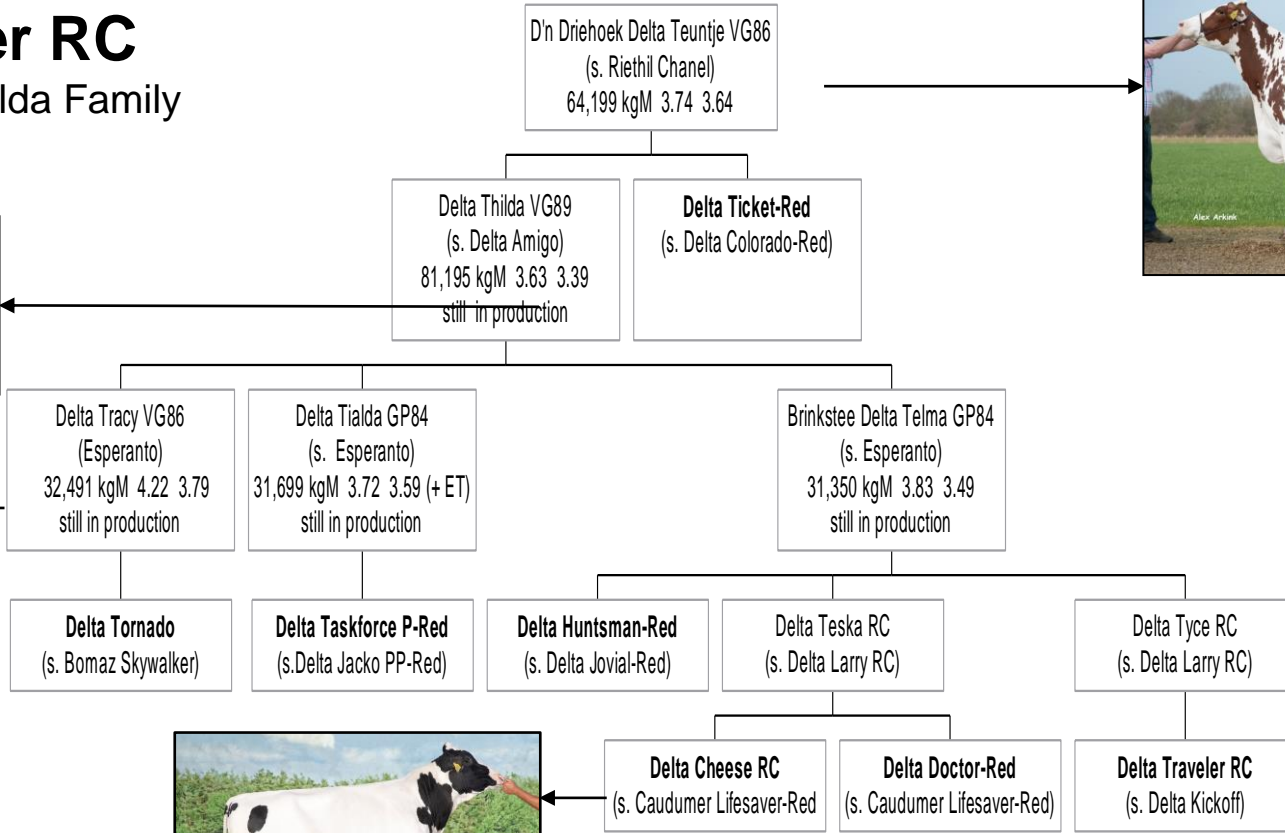 er RC
lda Family
D'n Driehoek Delta Teuntje VG86
(s. Riethil Chanel)
64,199 kgM 3.74 3.64
Alex Arkink
Delta Thilda VG89
(s. Delta Amigo)
81,195 kgM 3.63 3.39
still in production
Delta Ticket-Red
(s. Delta Colorado-Red)
Delta Tracy VG86
(Esperanto)
32,491 kgM 4.22 3.79
still in production
Delta Tialda GP84
(s. Esperanto)
31,699 kgM 3.72 3.59 (+ ET)
still in production
Brinkstee Delta Telma GP84
(s. Esperanto)
31,350 kgM 3.83 3.49
still in production
Delta Tornado
(s. Bomaz Skywalker)
Delta Taskforce P-Red
(s.Delta Jacko PP-Red)
Delta Huntsman-Red
(s. Delta Jovial-Red)
Delta Teska RC
(s. Delta Larry RC)
Delta Tyce RC
(s. Delta Larry RC)
Delta Cheese RC
(s. Caudumer Lifesaver-Red
Delta Doctor-Red
(s. Caudumer Lifesaver-Red)
Delta Traveler RC
(s. Delta Kickoff)